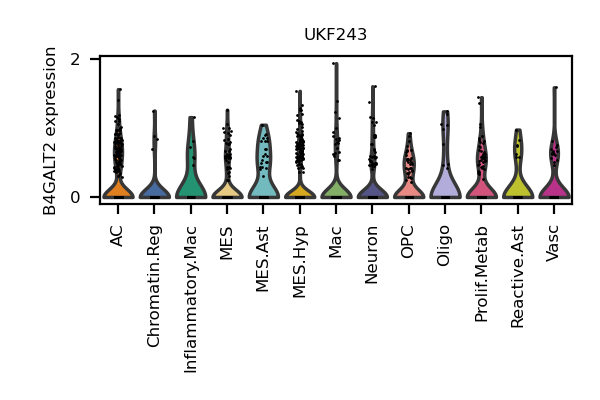 UKF243
B4GALT2 expression
2
0
AC
Chromatin.Reg
Inflammatory.Mac
MES
MES.Ast
MES.Hyp
Mac
Neuron
OPC
Oligo
Prolif.Metab
Reactive.Ast
Vasc